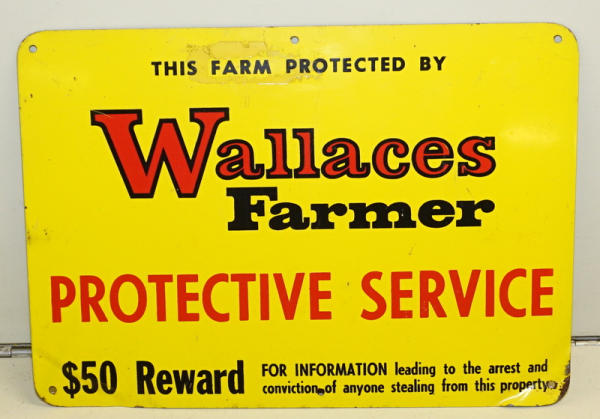 THIS FARM PROTECTED BY
Wallaces
Farmer
PROTECTIVE SERVICE
$50 Reward FOR INFORMATION leading to the arrest and
conviction of anyone stealing from this property.